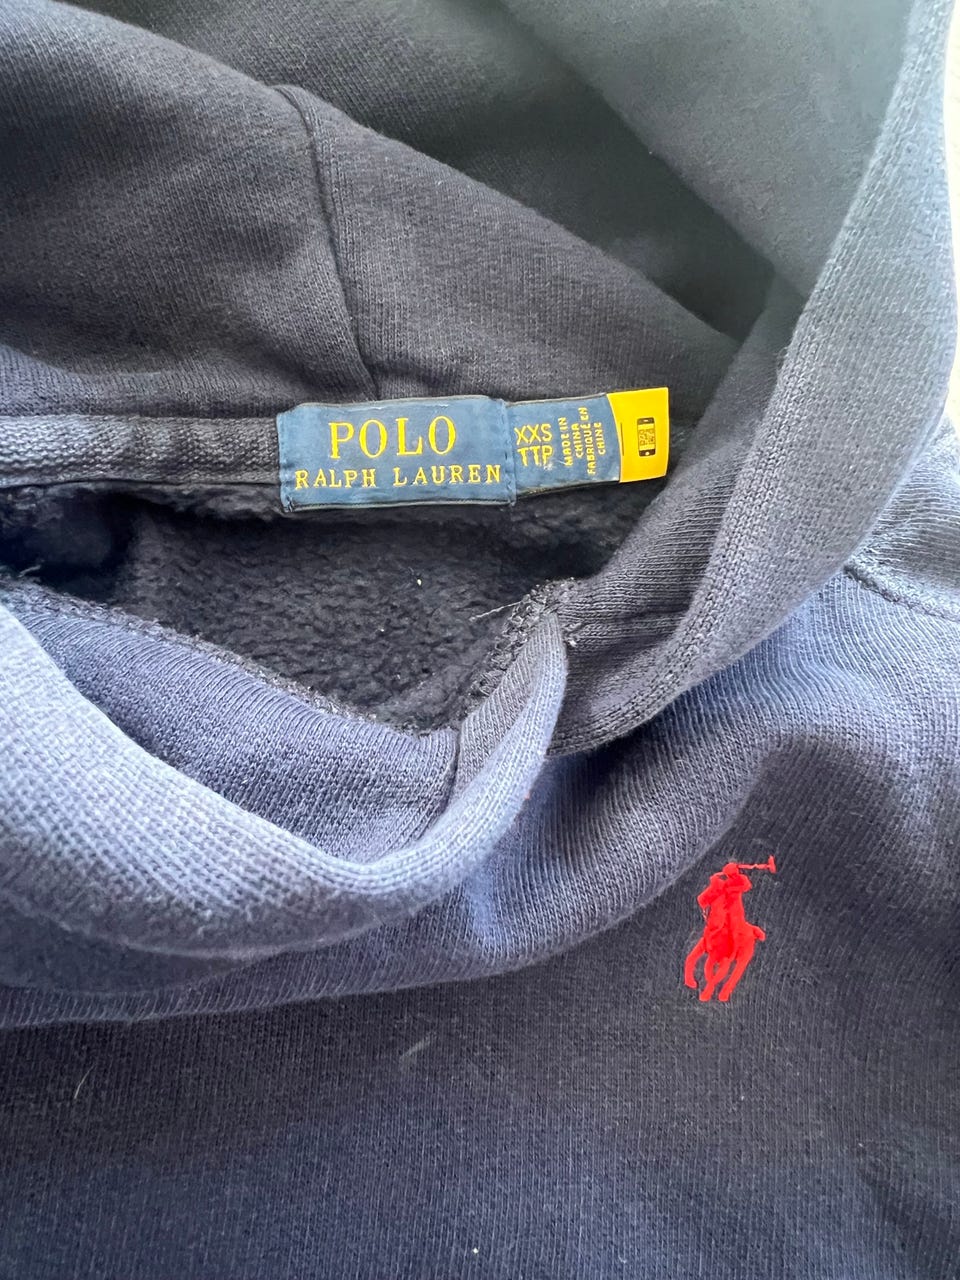 POLO
RALPH LAUREN
XXS
TTP
MADE IN
CHINA
FABRIQUÉ EN
CHINE